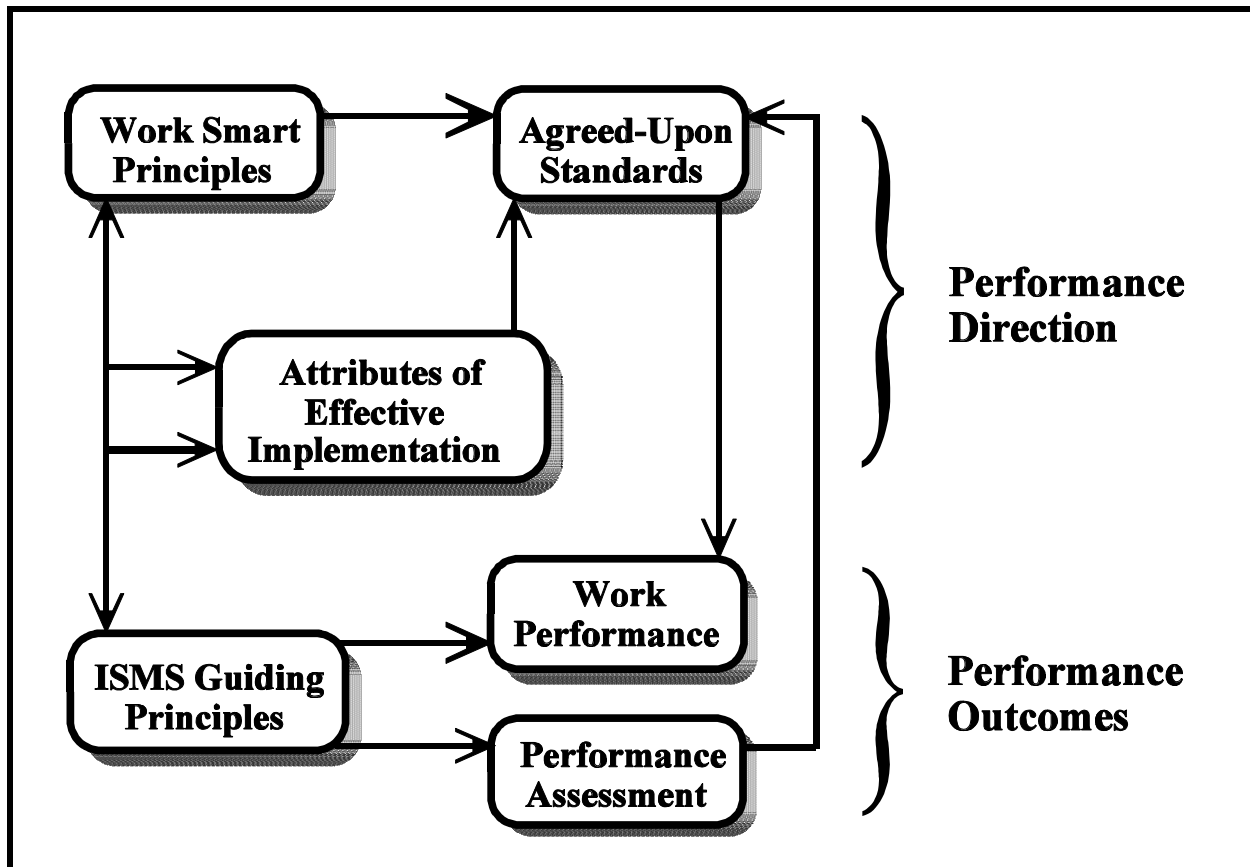 Work Smart
Principles
Agreed-Upon
Standards
Performance
Direction
Attributes of
Effective
Implementation
Work
Performance
ISMS Guiding
Principles
Performance
Outcomes
Performance
Assessment